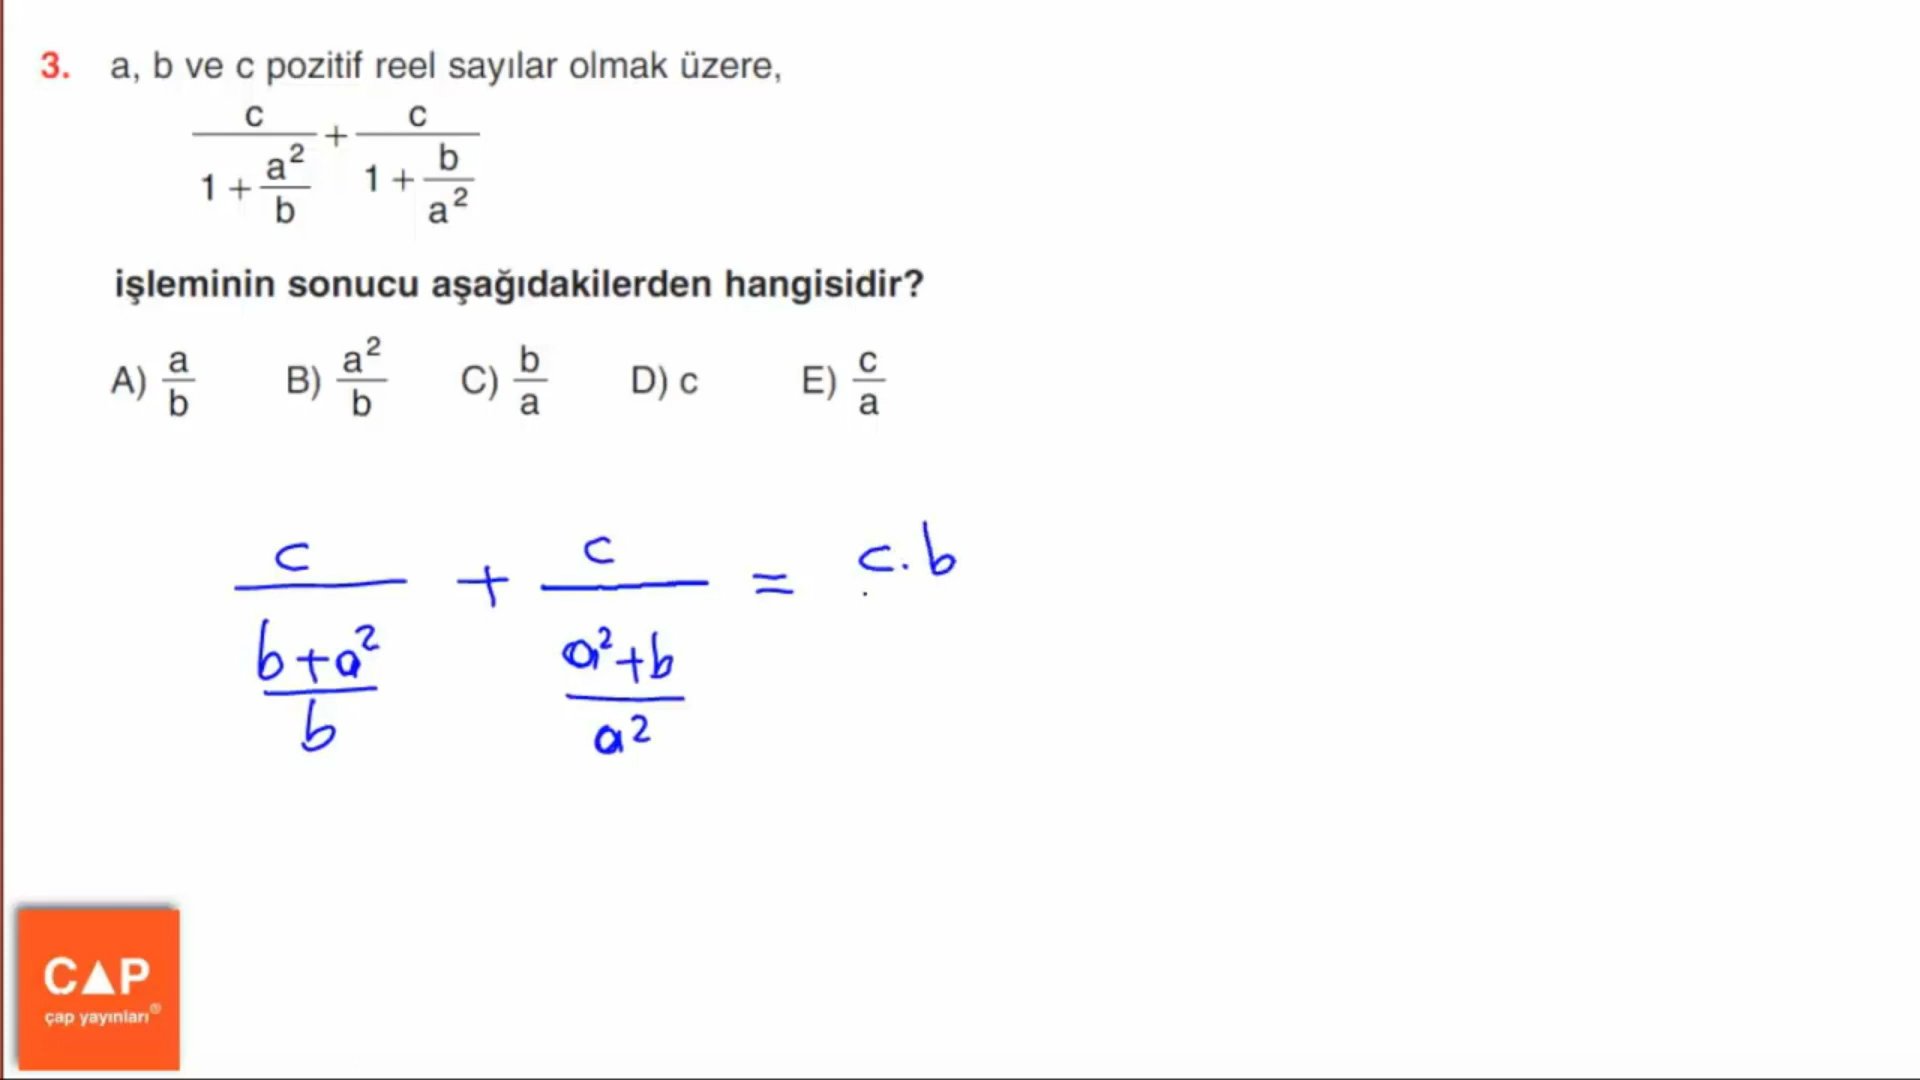 3. a, b ve c pozitif reel sayılar olmak üzere,
c/(1 + a²/b) + c/(1 + b/a²)
işleminin sonucu aşağıdakilerden hangisidir?
A) a/b B) a²/b C) b/a D) c E) c/a
c/((b+a²)/b) + c/((a²+b)/a²) = c.b
CAP
çap yayınları®